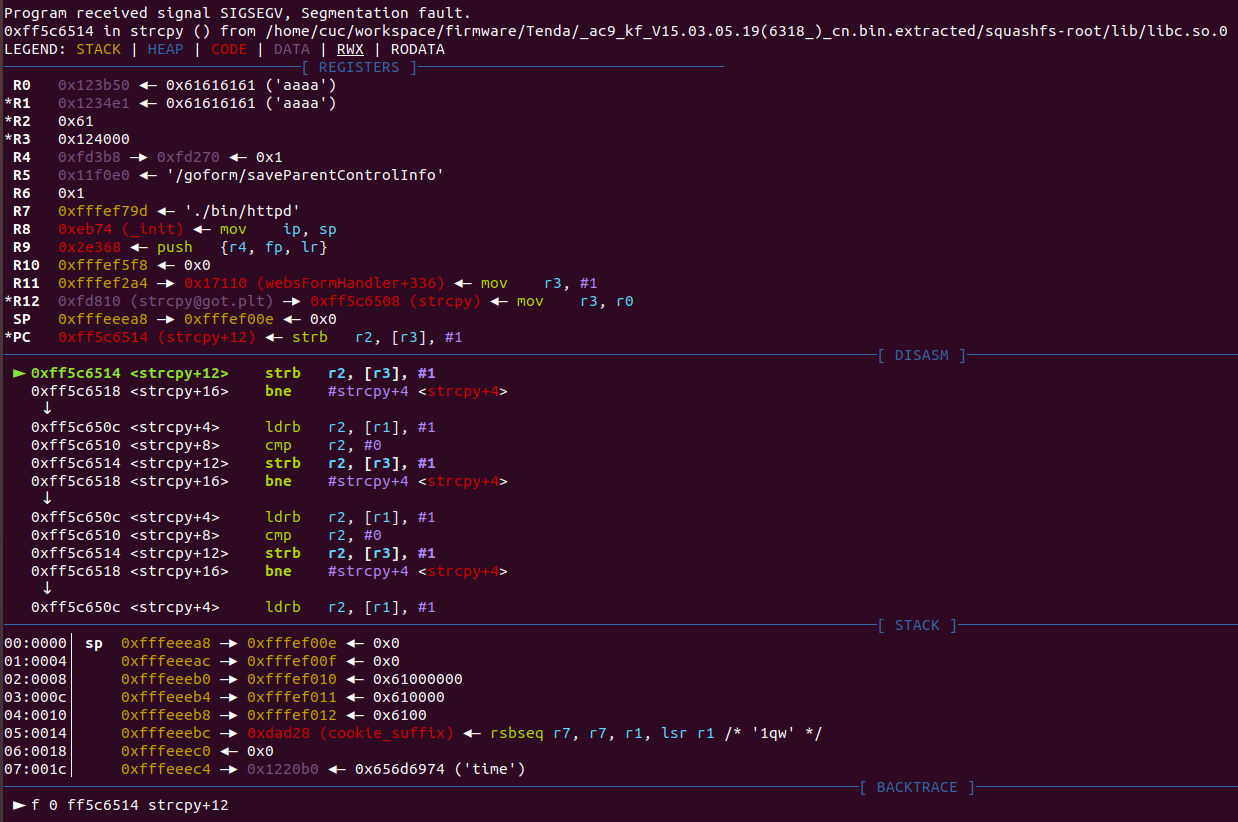 Program received signal SIGSEGV, Segmentation fault.
0xff5c6514 in strcpy () from /home/cuc/workspace/firmware/Tenda/_ac9_kf_V15.03.05.19(6318_)_cn.bin.extracted/squashfs-root/lib/libc.so.0
LEGEND: STACK | HEAP | CODE | DATA | RWX | RODATA
[ REGISTERS ]
R0 0x123b50 ◂— 0x61616161 ('aaaa')
*R1 0x1234e1 ◂— 0x61616161 ('aaaa')
*R2 0x61
*R3 0x124000
R4 0xfd3b8 —▸ 0xfd270 ◂— 0x1
R5 0x11f0e0 ◂— '/goform/saveParentControlInfo'
R6 0x1
R7 0xfffef79d ◂— './bin/httpd'
R8 0xeb74 (_init) ◂— mov ip, sp
R9 0x2e368 ◂— push {r4, fp, lr}
R10 0xfffef5f8 ◂— 0x0
R11 0xfffef2a4 —▸ 0x17110 (websFormHandler+336) ◂— mov r3, #1
*R12 0xfd810 (strcpy@got.plt) —▸ 0xff5c6508 (strcpy) ◂— mov r3, r0
SP 0xfffeeea8 —▸ 0xfffef00e ◂— 0x0
*PC 0xff5c6514 (strcpy+12) ◂— strb r2, [r3], #1
[ DISASM ]
► 0xff5c6514 <strcpy+12> strb r2, [r3], #1
0xff5c6518 <strcpy+16> bne #strcpy+4 <strcpy+4>
↓
0xff5c650c <strcpy+4> ldrb r2, [r1], #1
0xff5c6510 <strcpy+8> cmp r2, #0
0xff5c6514 <strcpy+12> strb r2, [r3], #1
0xff5c6518 <strcpy+16> bne #strcpy+4 <strcpy+4>
↓
0xff5c650c <strcpy+4> ldrb r2, [r1], #1
0xff5c6510 <strcpy+8> cmp r2, #0
0xff5c6514 <strcpy+12> strb r2, [r3], #1
0xff5c6518 <strcpy+16> bne #strcpy+4 <strcpy+4>
↓
0xff5c650c <strcpy+4> ldrb r2, [r1], #1
[ STACK ]
00:0000│ sp 0xfffeeea8 —▸ 0xfffef00e ◂— 0x0
01:0004│ 0xfffeeeac —▸ 0xfffef00f ◂— 0x0
02:0008│ 0xfffeeeb0 —▸ 0xfffef010 ◂— 0x61000000
03:000c│ 0xfffeeeb4 —▸ 0xfffef011 ◂— 0x610000
04:0010│ 0xfffeeeb8 —▸ 0xfffef012 ◂— 0x6100
05:0014│ 0xfffeeebc —▸ 0xdad28 (cookie_suffix) ◂— rsbseq r7, r7, r1, lsr r1 /* '1qw' */
06:0018│ 0xfffeeec0 ◂— 0x0
07:001c│ 0xfffeeec4 —▸ 0x1220b0 ◂— 0x656d6974 ('time')
[ BACKTRACE ]
► f 0 ff5c6514 strcpy+12